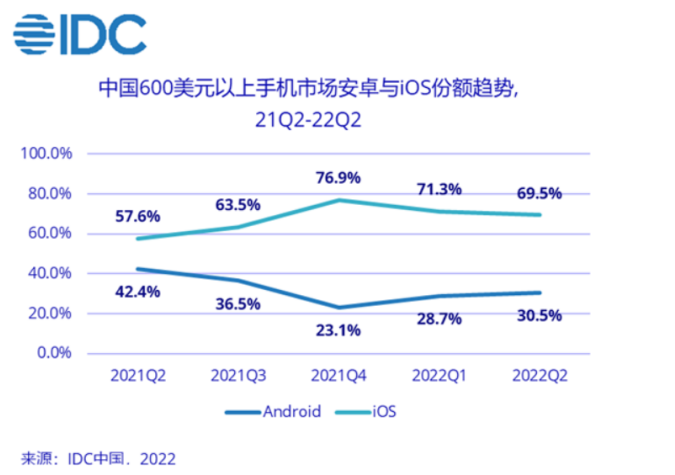 IDC
中国600美元以上手机市场安卓与iOS份额趋势,
21Q2-22Q2
100.0%
80.0%
60.0%
40.0%
20.0%
0.0%
57.6%
63.5%
76.9%
71.3%
69.5%
42.4%
36.5%
23.1%
28.7%
30.5%
2021Q2
2021Q3
2021Q4
2022Q1
2022Q2
Android
iOS
来源：IDC中国，2022